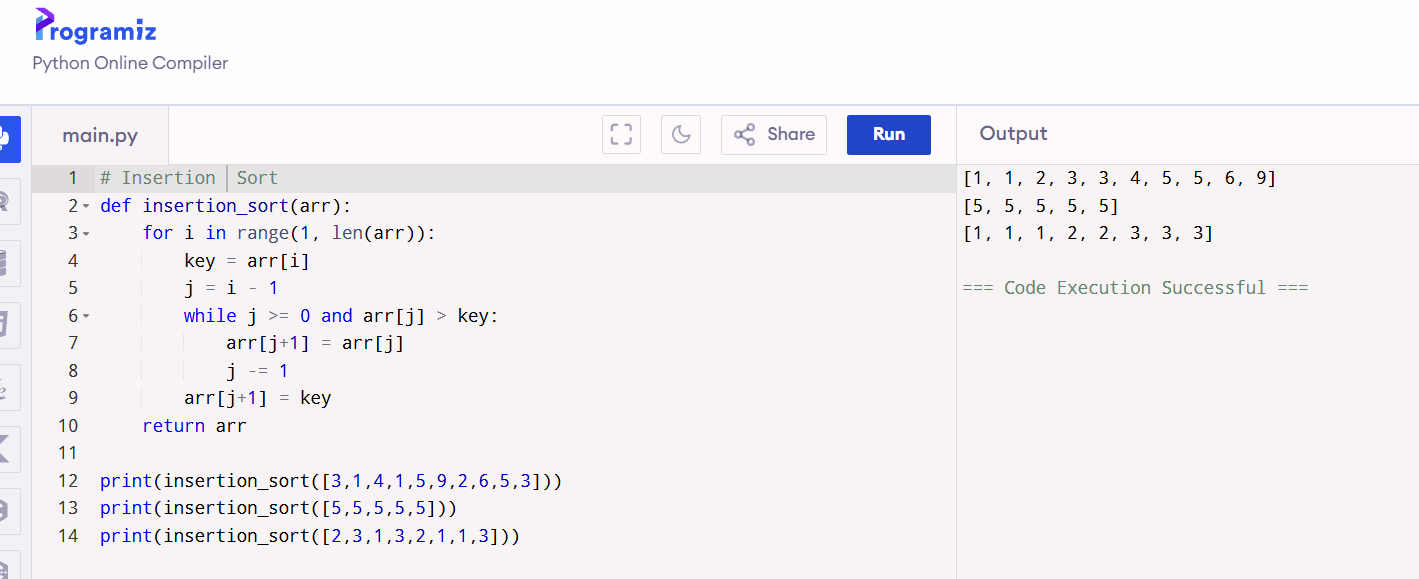 Programiz
Python Online Compiler
main.py
Share
Run
Output
1 # Insertion Sort
2 def insertion_sort(arr):
3     for i in range(1, len(arr)):
4         key = arr[i]
5         j = i - 1
6         while j >= 0 and arr[j] > key:
7             arr[j+1] = arr[j]
8             j -= 1
9         arr[j+1] = key
10     return arr
11
12 print(insertion_sort([3,1,4,1,5,9,2,6,5,3]))
13 print(insertion_sort([5,5,5,5,5]))
14 print(insertion_sort([2,3,1,3,2,1,1,3]))
[1, 1, 2, 3, 3, 4, 5, 5, 6, 9]
[5, 5, 5, 5, 5]
[1, 1, 1, 2, 2, 3, 3, 3]
=== Code Execution Successful ===